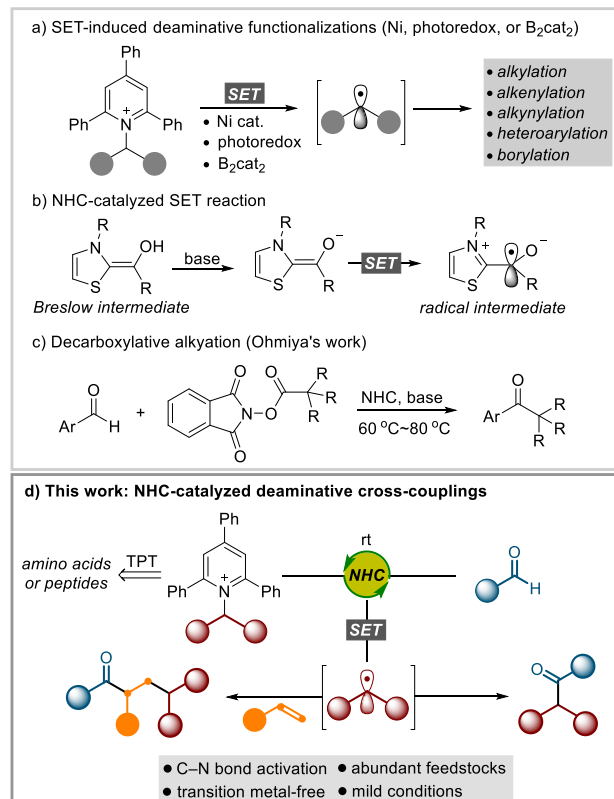 a) SET-induced deaminative functionalizations (Ni, photoredox, or B₂cat₂)
Ph
Ph
N
+
Ph
SET
• Ni cat.
• photoredox
• B₂cat₂
• alkylation
• alkenylation
• alkynylation
• heteroarylation
• borylation
b) NHC-catalyzed SET reaction
R
N
OH
S
R
Breslow intermediate
base
R
N
O⁻
S
R
SET
R
N
+
O⁻
S
R
radical intermediate
c) Decarboxylative alkyation (Ohmiya's work)
O
Ar
H
+
O
N
O
O
O
R
R
R
NHC, base
60 °C~80 °C
O
Ar
R
R
R
d) This work: NHC-catalyzed deaminative cross-couplings
amino acids
or peptides
TPT
Ph
Ph
N
+
Ph
rt
NHC
O
H
SET
O
O
• C–N bond activation • abundant feedstocks
• transition metal-free • mild conditions